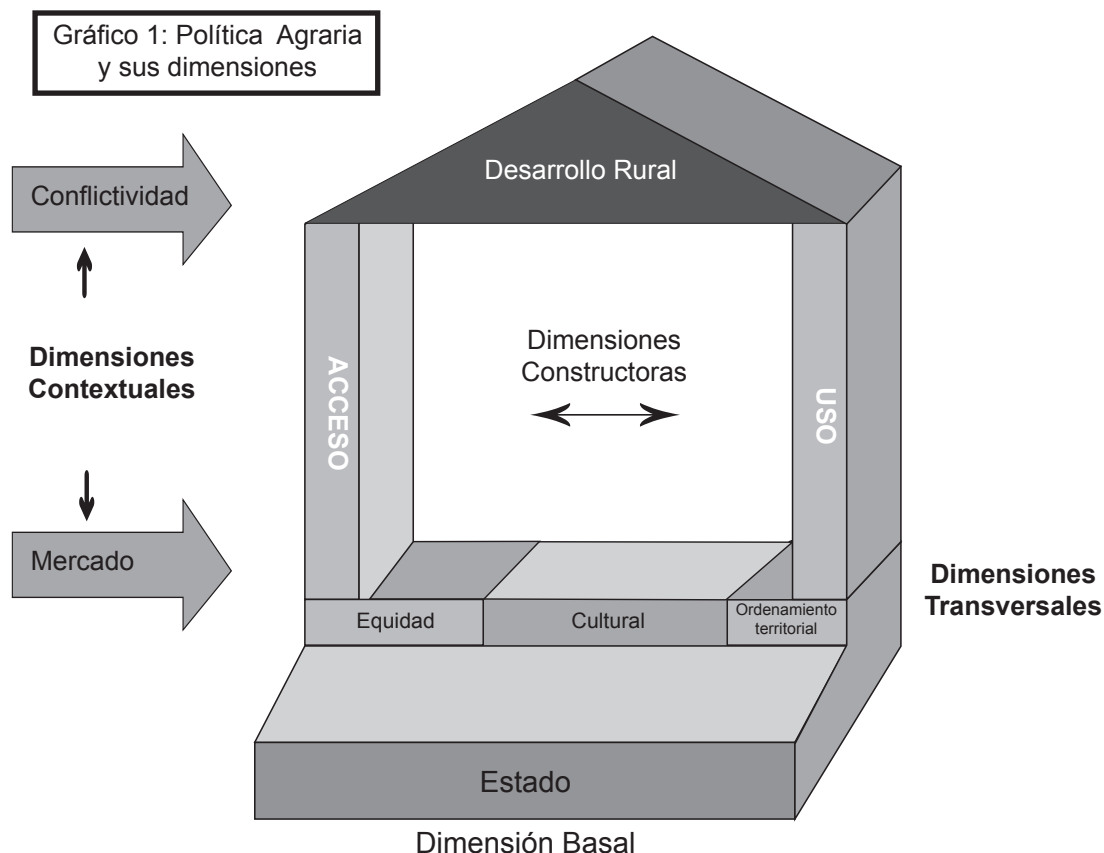 Gráfico 1: Política Agraria
y sus dimensiones
Desarrollo Rural
Conflictividad
Dimensiones
Contextuales
Mercado
ACCESO
Dimensiones
Constructoras
USO
Dimensiones
Transversales
Equidad
Cultural
Ordenamiento
territorial
Estado
Dimensión Basal